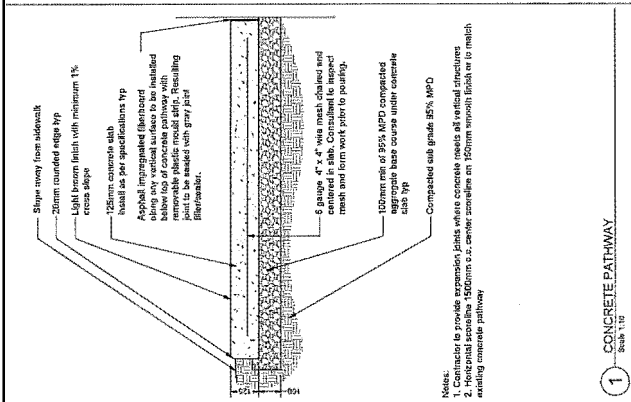 Slope away from sidewalk
20mm rounded edge typ
Light broom finish with minimum 1%
cross slope
125mm concrete slab
install as per specifications typ
Asphalt impregnated fiberboard
along any vertical surface to be installed
below top of concrete pathway with
removable plastic mould strip. Resulting
joint to be sealed with gray joint
filler/sealer.
6 gauge 4" x 4" wire mesh chaired and
centered in slab. Consultant to inspect
mesh and form work prior to pouring.
100mm min of 95% MPD compacted
aggregate base course under concrete
slab typ
Compacted sub grade 95% MPD
125
100
Notes:
1. Contractor to provide expansion joints where concrete meets all vertical structures
2. Horizontal scoreline 1500mm o.c. center scoreline on 150mm smooth finish or to match
existing concrete pathway
1
CONCRETE PATHWAY
Scale 1:10